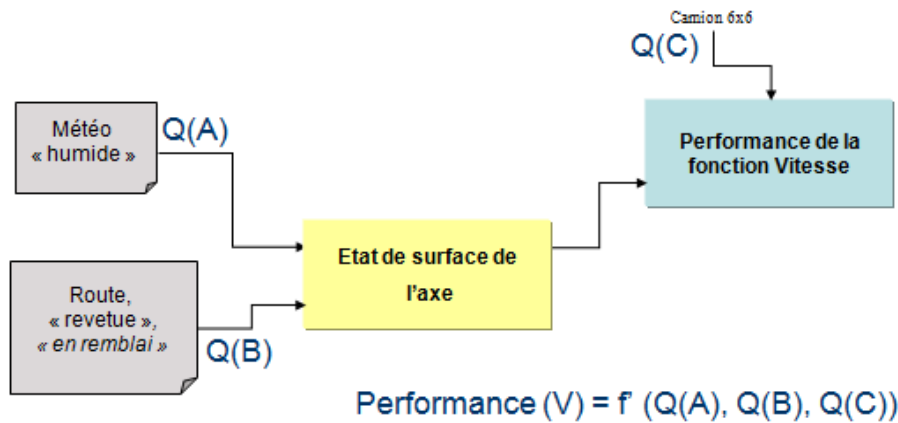 Camion 6x6
Q(C)
Météo
« humide »
Q(A)
Performance de la
fonction Vitesse
Etat de surface de
l'axe
Route,
« revetue »,
« en remblai »
Q(B)
Performance (V) = f' (Q(A), Q(B), Q(C))